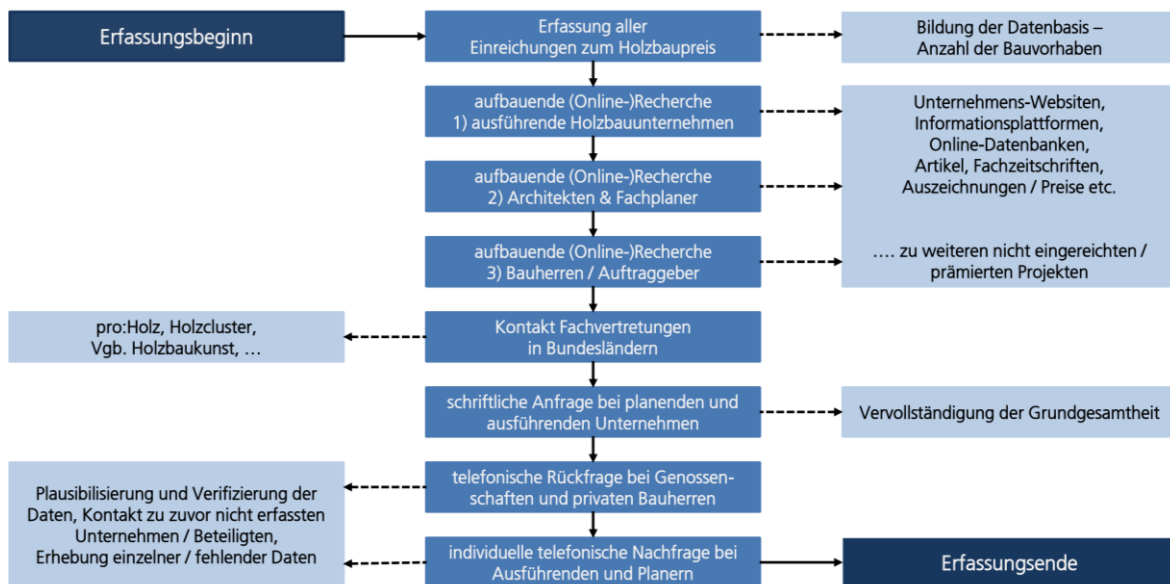 Erfassungsbeginn
Erfassung aller
Einreichungen zum Holzbaupreis
Bildung der Datenbasis –
Anzahl der Bauvorhaben
aufbauende (Online-)Recherche
1) ausführende Holzbauunternehmen
Unternehmens-Websiten,
Informationsplattformen,
Online-Datenbanken,
Artikel, Fachzeitschriften,
Auszeichnungen / Preise etc.
aufbauende (Online-)Recherche
2) Architekten & Fachplaner
aufbauende (Online-)Recherche
3) Bauherren / Auftraggeber
…. zu weiteren nicht eingereichten /
prämierten Projekten
pro:Holz, Holzcluster,
Vgb. Holzbaukunst, …
Kontakt Fachvertretungen
in Bundesländern
schriftliche Anfrage bei planenden und
ausführenden Unternehmen
Vervollständigung der Grundgesamtheit
telefonische Rückfrage bei Genossen-
schaften und privaten Bauherren
Plausibilisierung und Verifizierung der
Daten, Kontakt zu zuvor nicht erfassten
Unternehmen / Beteiligten,
Erhebung einzelner / fehlender Daten
individuelle telefonische Nachfrage bei
Ausführenden und Planern
Erfassungsende